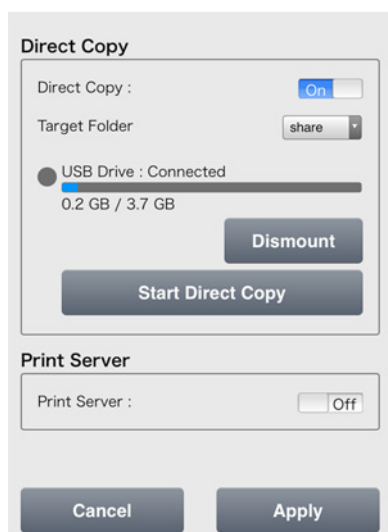 Direct Copy
Direct Copy : On
Target Folder share
USB Drive : Connected
0.2 GB / 3.7 GB
Dismount
Start Direct Copy
Print Server
Print Server : Off
Cancel Apply